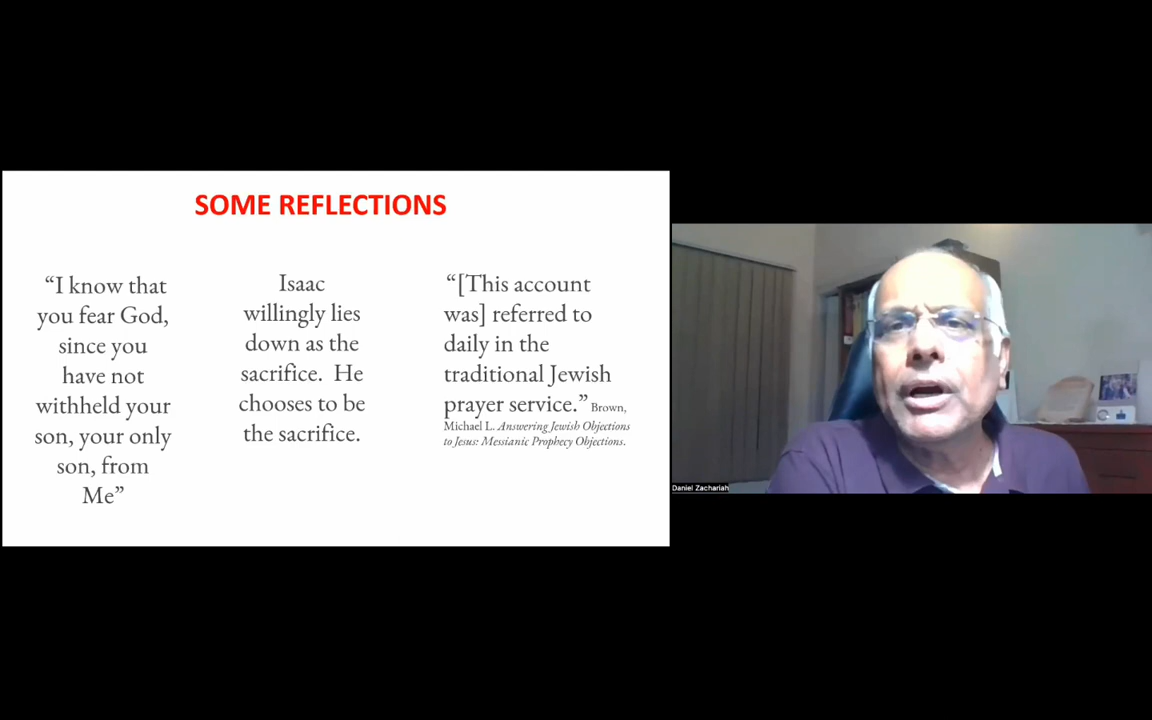 SOME REFLECTIONS
“I know that
you fear God,
since you
have not
withheld your
son, your only
son, from
Me”
Isaac
willingly lies
down as the
sacrifice. He
chooses to be
the sacrifice.
“[This account
was] referred to
daily in the
traditional Jewish
prayer service.” Brown,
Michael L. Answering Jewish Objections
to Jesus: Messianic Prophecy Objections.
Daniel Zachariah